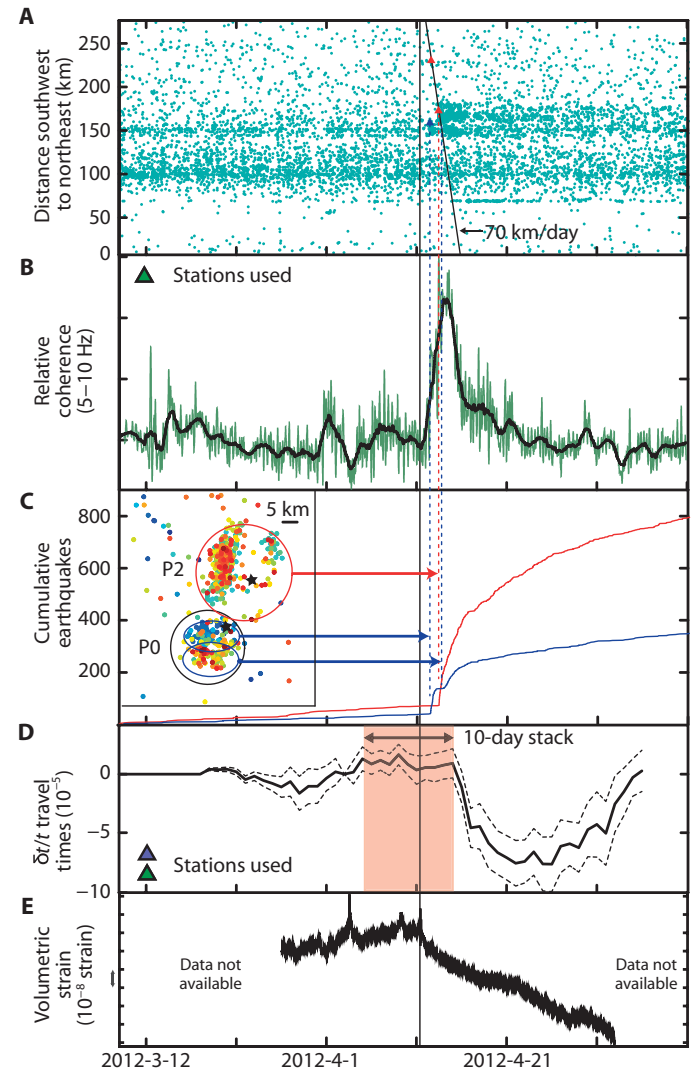 A
250
200
150
100
50
0
Distance southwest
to northeast (km)
70 km/day
B
Stations used
Relative
coherence
(5–10 Hz)
C
800
600
400
200
Cumulative
earthquakes
5 km
P2
P0
D
0
−5
−10
δt/t travel
times (10⁻⁵)
10-day stack
Stations used
E
Volumetric
strain
(10⁻⁸ strain)
Data not
available
Data not
available
2012-3-12
2012-4-1
2012-4-21